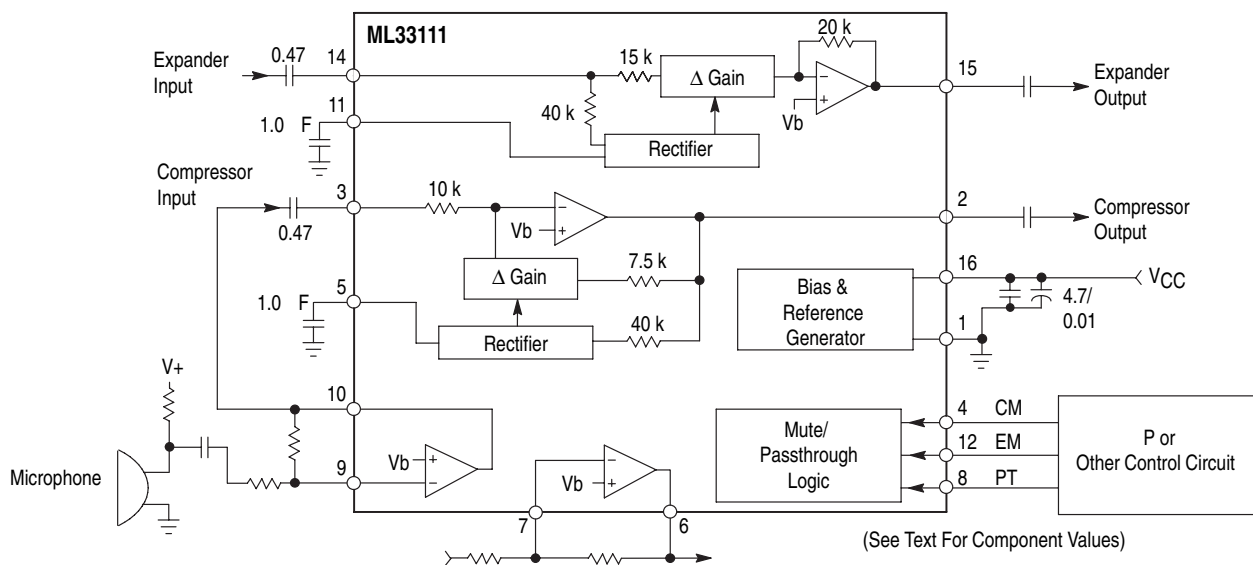 ML33111
20 k
Expander
Input
0.47
14
15 k
Δ Gain
15
Expander
Output
40 k
Vb
11
1.0 F
Rectifier
Compressor
Input
3
10 k
2
0.47
Vb
Compressor
Output
Δ Gain
7.5 k
16
VCC
5
1.0 F
Bias &
Reference
Generator
4.7/
0.01
40 k
Rectifier
1
V+
10
4
CM
Mute/
Passthrough
Logic
12
EM
P or
Other Control Circuit
Microphone
Vb
9
Vb
8
PT
7
6
(See Text For Component Values)